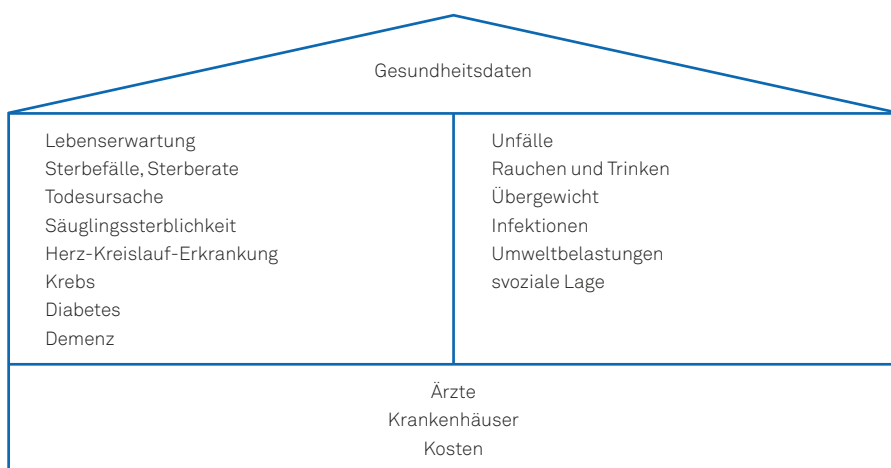 Gesundheitsdaten
Lebenserwartung
Sterbefälle, Sterberate
Todesursache
Säuglingssterblichkeit
Herz-Kreislauf-Erkrankung
Krebs
Diabetes
Demenz
Unfälle
Rauchen und Trinken
Übergewicht
Infektionen
Umweltbelastungen
svoziale Lage
Ärzte
Krankenhäuser
Kosten